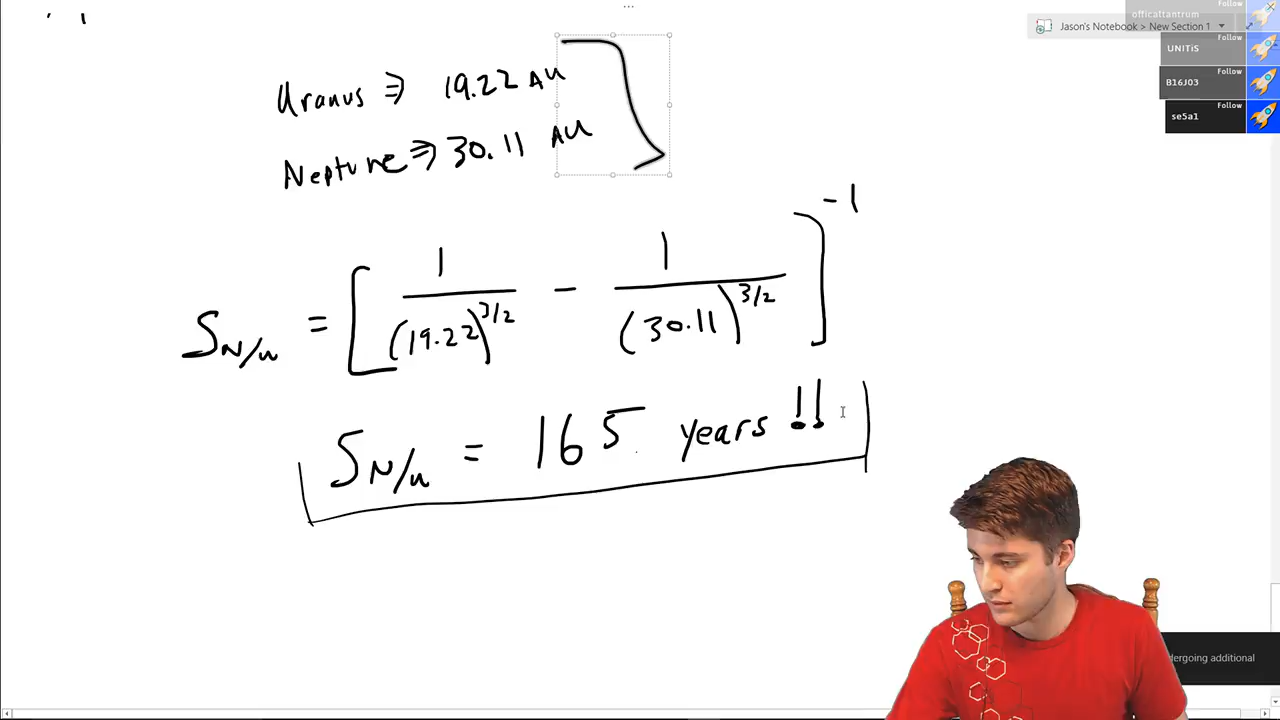 ...
Follow
officattantrum
Jason's Notebook > New Section 1
Follow
UNITiS
Follow
B16J03
Follow
se5a1
Uranus ⇒ 19.22 AU
Neptune ⇒ 30.11 AU
S_N/u = [ 1/(19.22)^3/2 - 1/(30.11)^3/2 ]^-1
S_N/u = 165 years !!
dergoing additional